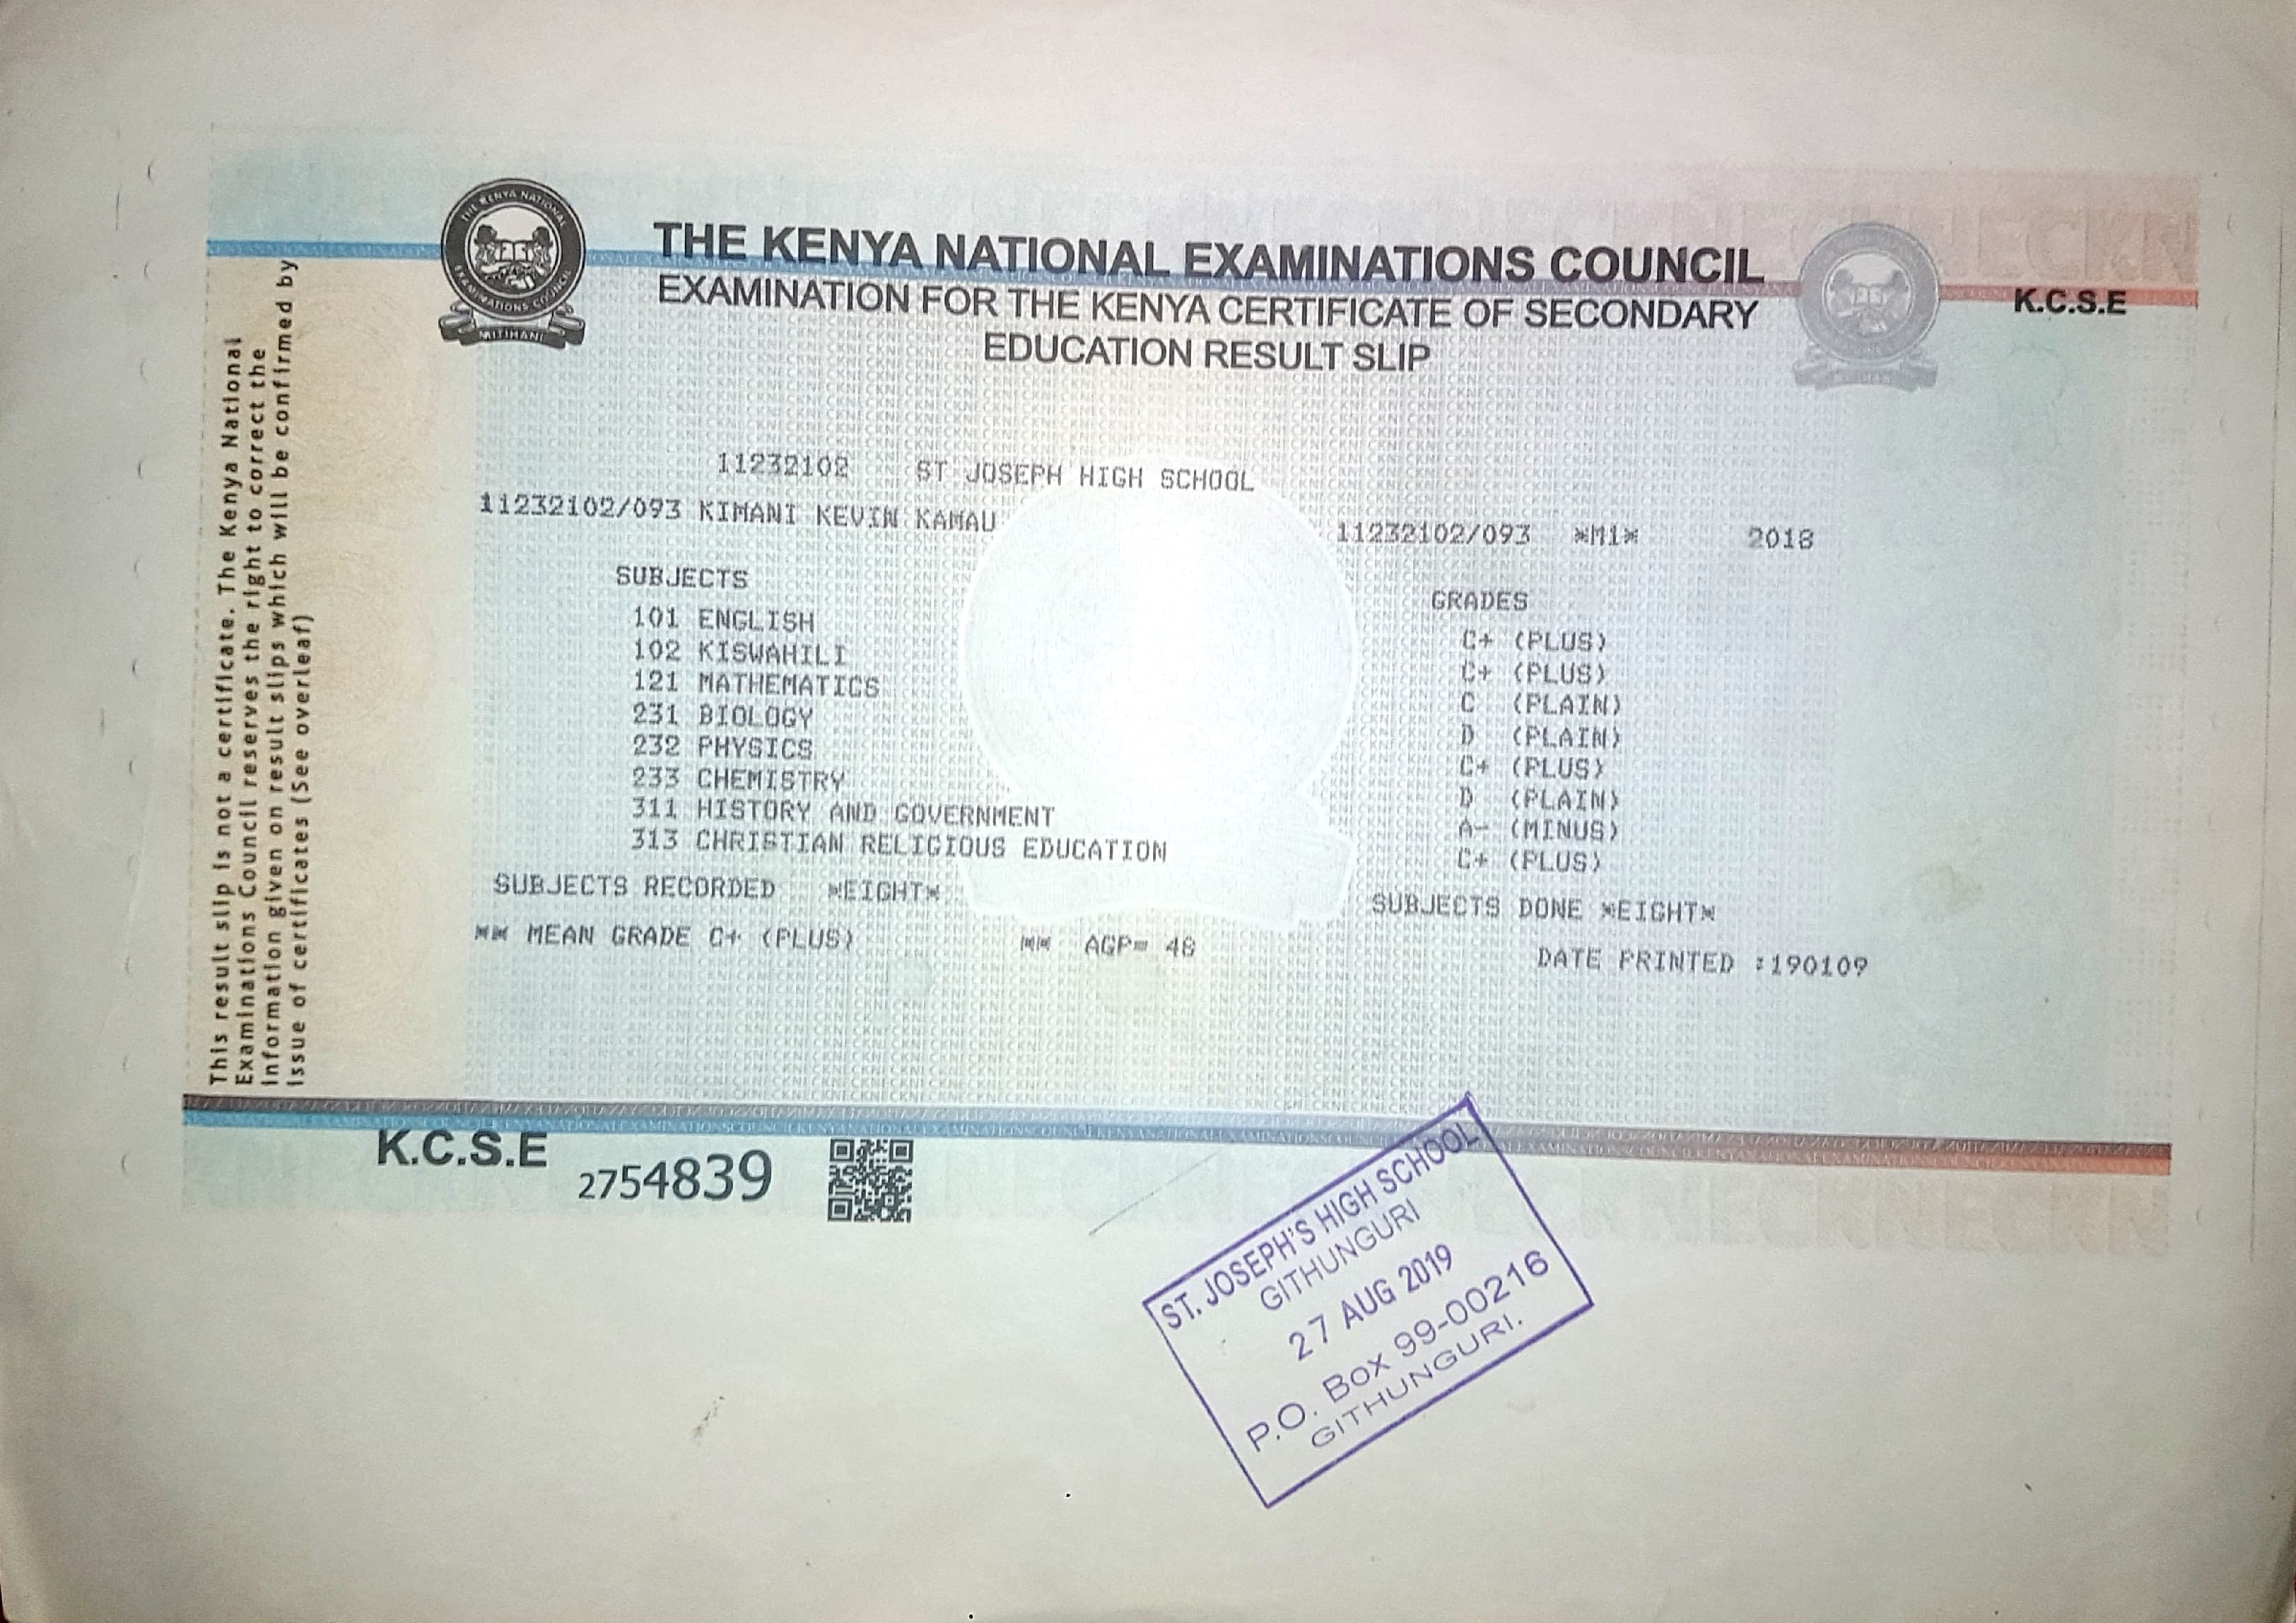 THE KENYA NATIONAL EXAMINATIONS COUNCIL
EXAMINATION FOR THE KENYA CERTIFICATE OF SECONDARY
EDUCATION RESULT SLIP
K.C.S.E
THE KENYA NATIONAL
EXAMINATIONS COUNCIL
MITIHANI
This result slip is not a certificate. The Kenya National
Examinations Council reserves the right to correct the
information given on result slips which will be confirmed by
issue of certificates (See overleaf)
11232102 ST JOSEPH HIGH SCHOOL
11232102/093 KIMANI KEVIN KAMAU 11232102/093 *M1* 2018
SUBJECTS GRADES
101 ENGLISH C+ (PLUS)
102 KISWAHILI C+ (PLUS)
121 MATHEMATICS C (PLAIN)
231 BIOLOGY D (PLAIN)
232 PHYSICS C+ (PLUS)
233 CHEMISTRY D (PLAIN)
311 HISTORY AND GOVERNMENT A- (MINUS)
313 CHRISTIAN RELIGIOUS EDUCATION C+ (PLUS)
SUBJECTS RECORDED *EIGHT* SUBJECTS DONE *EIGHT*
** MEAN GRADE C+ (PLUS) ** AGP= 48 DATE PRINTED :190109
K.C.S.E 2754839
ST. JOSEPH'S HIGH SCHOOL
GITHUNGURI
27 AUG 2019
P.O. Box 99-00216
GITHUNGURI.